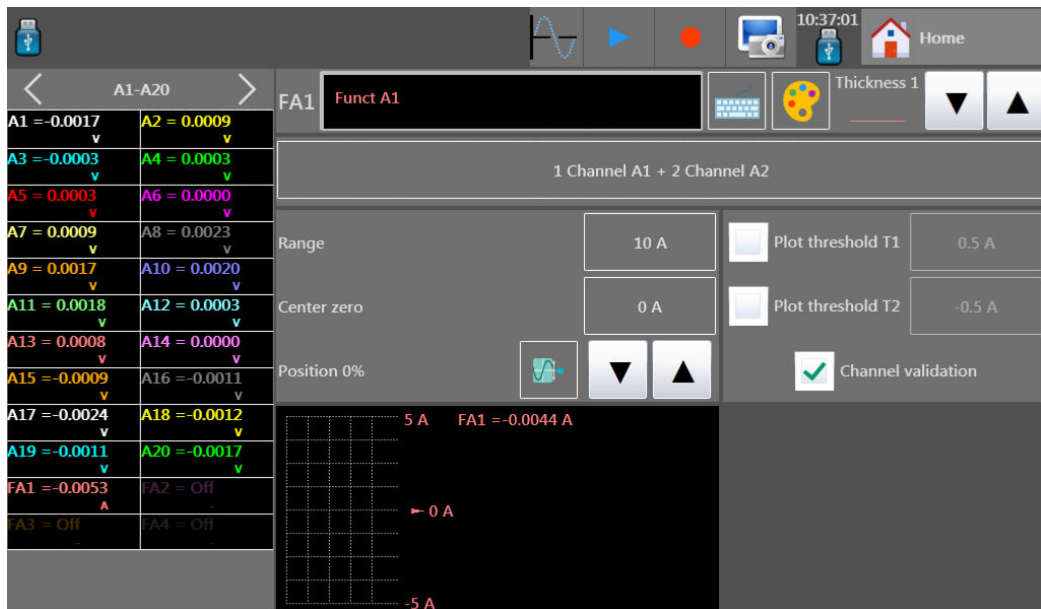 10:37:01
Home
A1-A20
A1 =-0.0017 A2 = 0.0009
V V
A3 =-0.0003 A4 = 0.0003
V V
A5 = 0.0003 A6 = 0.0000
V V
A7 = 0.0009 A8 = 0.0023
V V
A9 = 0.0017 A10 = 0.0020
V V
A11 = 0.0018 A12 = 0.0003
V V
A13 = 0.0008 A14 = 0.0000
V V
A15 =-0.0009 A16 =-0.0011
V V
A17 =-0.0024 A18 =-0.0012
V V
A19 =-0.0011 A20 =-0.0017
V V
FA1 =-0.0053 FA2 = Off
A -
FA3 = Off FA4 = Off
- -
FA1 Funct A1
Thickness 1
1 Channel A1 + 2 Channel A2
Range 10 A
Center zero 0 A
Position 0%
Plot threshold T1 0.5 A
Plot threshold T2 -0.5 A
Channel validation
5 A FA1 =-0.0044 A
0 A
-5 A